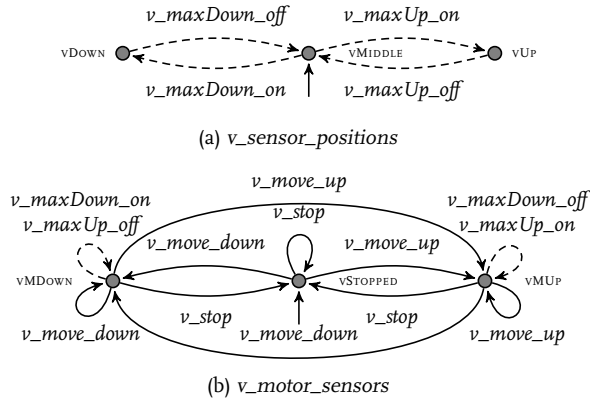 v_maxDown_off v_maxUp_on
vDown vMiddle vUp
v_maxDown_on v_maxUp_off
(a) v_sensor_positions
v_move_up
v_maxDown_on v_stop v_maxDown_off
v_maxUp_off v_move_down v_move_up v_maxUp_on
vMDown vStopped vMUp
v_stop v_stop
v_move_down v_move_down v_move_up
(b) v_motor_sensors